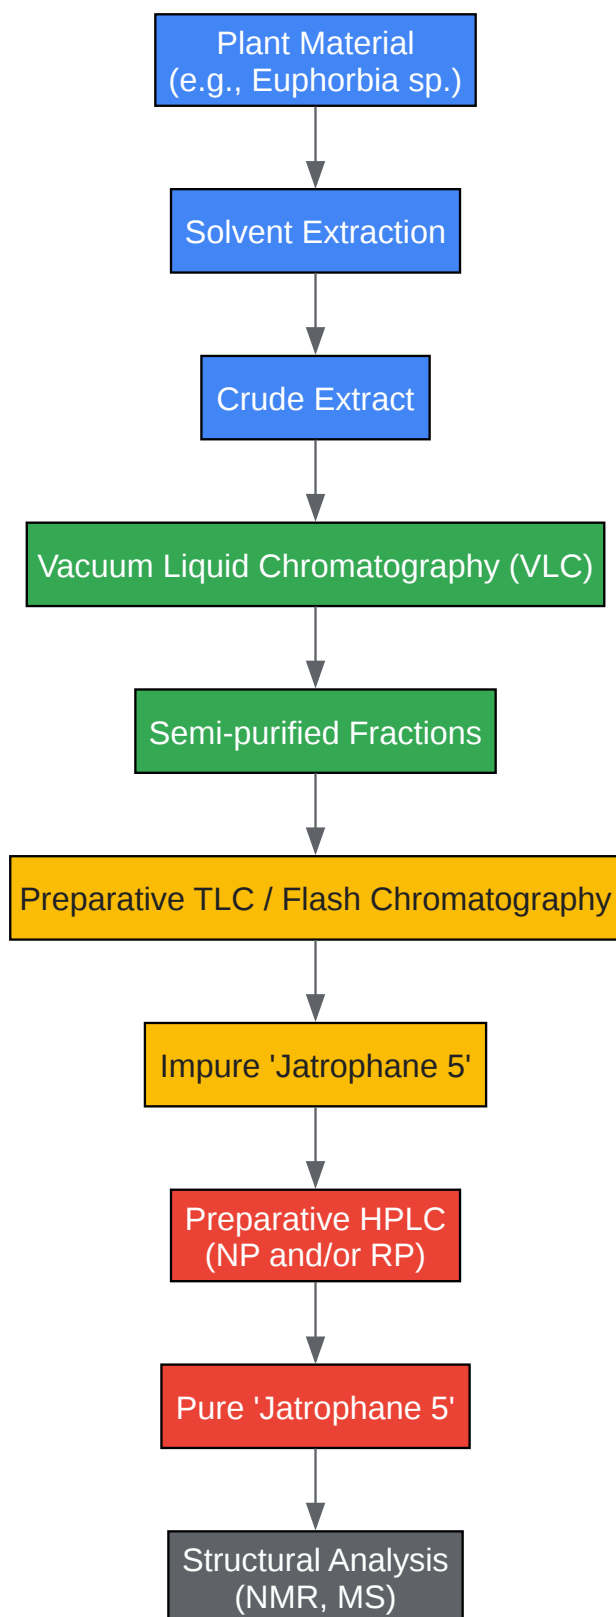 Plant Material
(e.g., Euphorbia sp.)
Solvent Extraction
Crude Extract
Vacuum Liquid Chromatography (VLC)
Semi-purified Fractions
Preparative TLC / Flash Chromatography
Impure 'Jatrophane 5'
Preparative HPLC
(NP and/or RP)
Pure 'Jatrophane 5'
Structural Analysis
(NMR, MS)